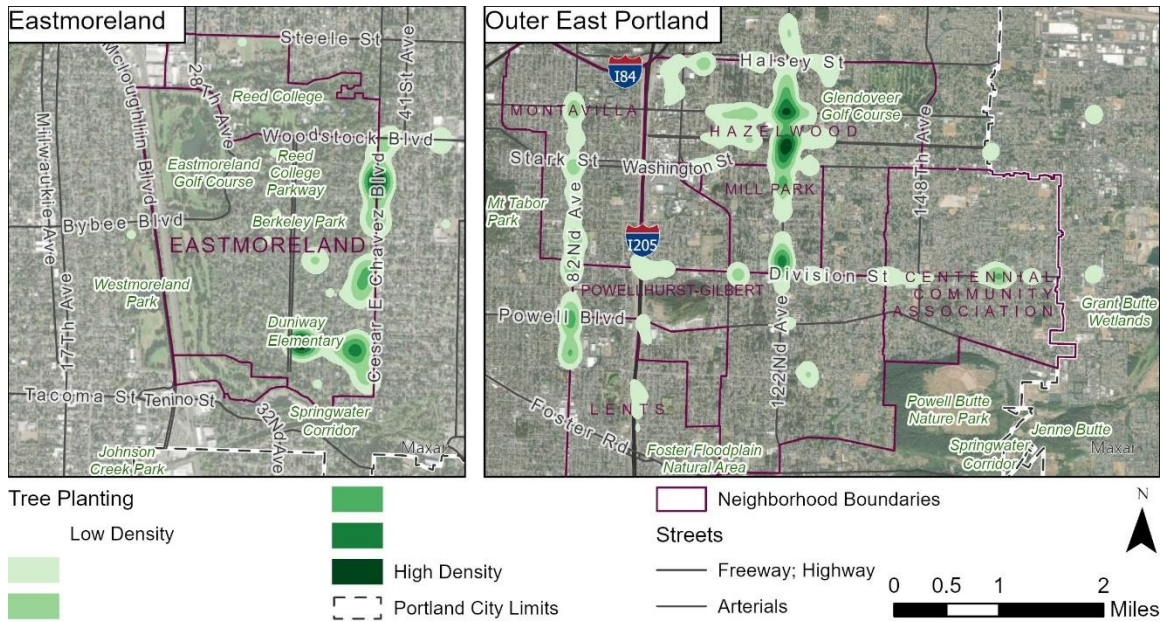 Eastmoreland
Steele St
McLoughlin Blvd
28Th Ave
41St Ave
Reed College
Woodstock Blvd
Milwaukie Ave
Eastmoreland
Golf Course
Reed
College
Parkway
Cesar E Chavez Blvd
Bybee Blvd
Berkeley Park
EASTMORELAND
17Th Ave
Westmoreland
Park
Duniway
Elementary
Tacoma St
Tenino St
32Nd Ave
Springwater
Corridor
Johnson
Creek Park
Maxar
Outer East Portland
I84
Halsey St
MONTAVILLA
Glendoveer
Golf Course
HAZELWOOD
148Th Ave
Stark St
Washington St
MILL PARK
Mt Tabor
Park
82Nd Ave
I205
Division St
CENTENNIAL
COMMUNITY
ASSOCIATION
POWELLHURST-GILBERT
Powell Blvd
122Nd Ave
Grant Butte
Wetlands
LENTS
Foster Rd
Powell Butte
Nature Park
Jenne Butte
Foster Floodplain
Natural Area
Springwater
Corridor
Maxar
Tree Planting
Low Density
High Density
Portland City Limits
Neighborhood Boundaries
Streets
Freeway; Highway
Arterials
N
0 0.5 1 2
Miles